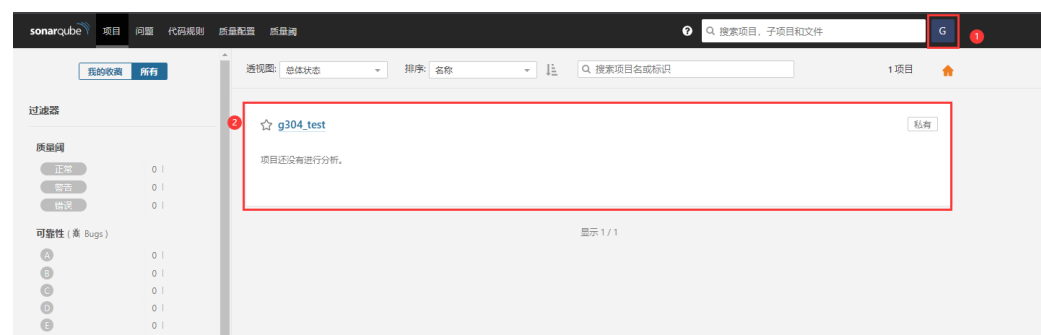 sonarqube 项目 问题 代码规则 质量配置 质量阈 搜索项目、子项目和文件 G 1
我的收藏 所有 透视图: 总体状态 排序: 名称 搜索项目名或标识 1 项目
过滤器
2 g304_test 私有
质量阈
项目还没有进行分析。
正常 0
警告 0
错误 0
可靠性 ( Bugs )
显示 1 / 1
A 0
B 0
C 0
D 0
E 0